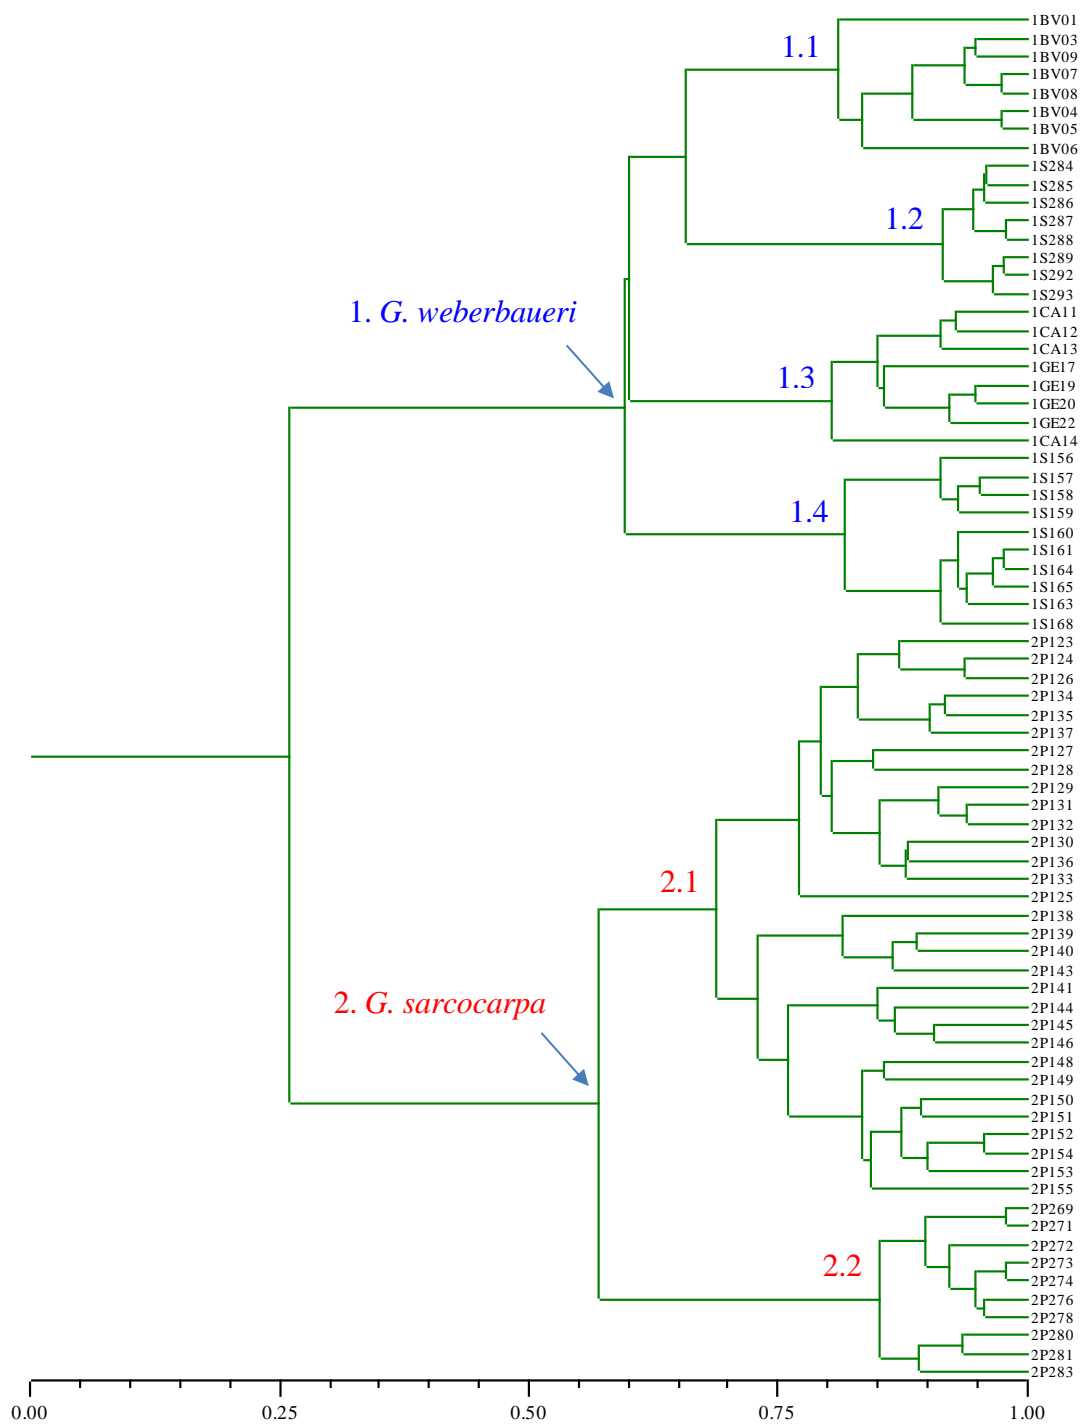 1BV01
1.1
1BV03
1BV09
1BV07
1BV08
1BV04
1BV05
1BV06
1S284
1S285
1S286
1.2
1S287
1S288
1S289
1S292
1S293
1. G. weberbaueri
1CA11
1CA12
1CA13
1GE17
1.3
1GE19
1GE20
1GE22
1CA14
1S156
1S157
1S158
1.4
1S159
1S160
1S161
1S164
1S165
1S163
1S168
2P123
2P124
2P126
2P134
2P135
2P137
2P127
2P128
2P129
2P131
2P132
2P130
2P136
2P133
2.1
2P125
2P138
2P139
2P140
2P143
2P141
2. G. sarcocarpa
2P144
2P145
2P146
2P148
2P149
2P150
2P151
2P152
2P154
2P153
2P155
2P269
2P271
2P272
2.2
2P273
2P274
2P276
2P278
2P280
2P281
2P283
0.00 0.25 0.50 0.75 1.00